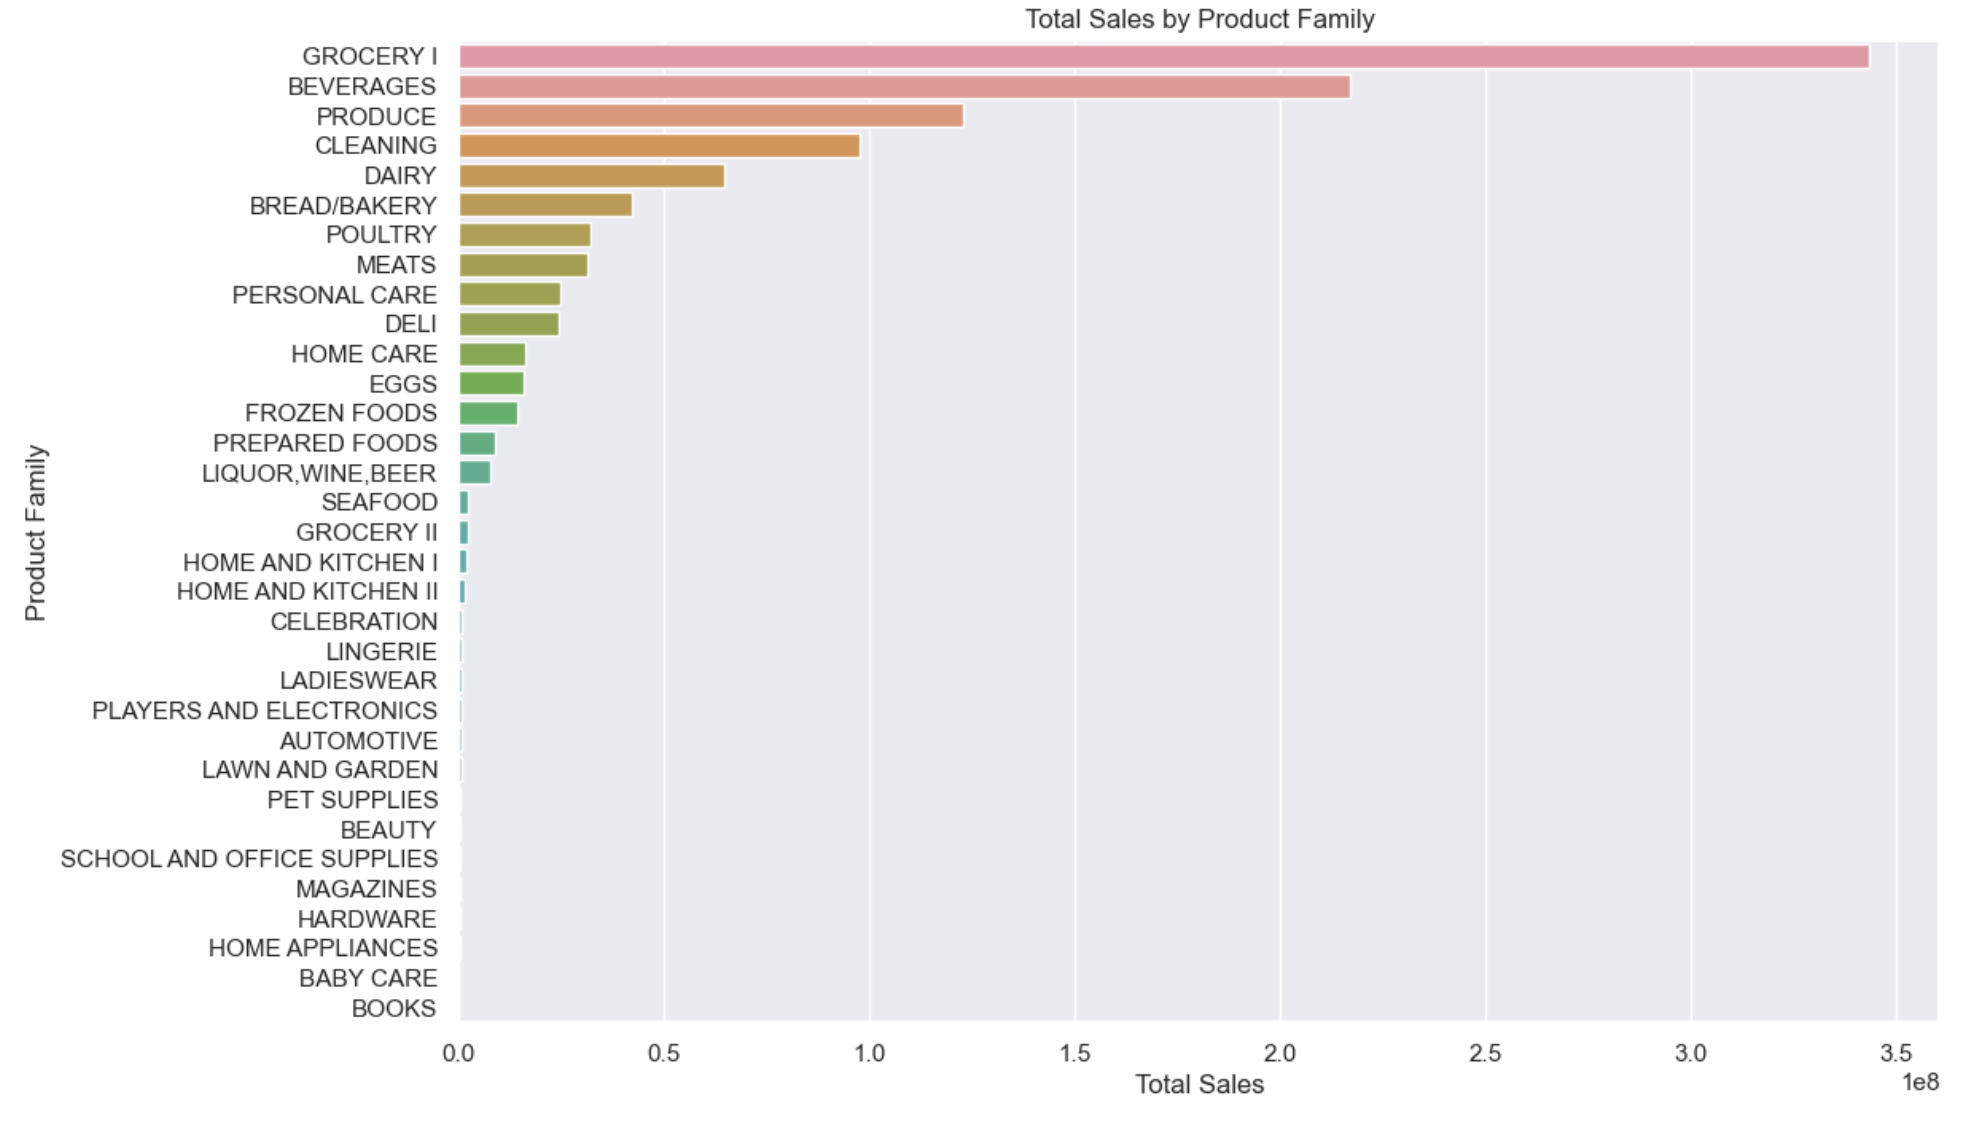 Total Sales by Product Family
GROCERY I
BEVERAGES
PRODUCE
CLEANING
DAIRY
BREAD/BAKERY
POULTRY
MEATS
PERSONAL CARE
DELI
HOME CARE
EGGS
FROZEN FOODS
PREPARED FOODS
LIQUOR,WINE,BEER
SEAFOOD
GROCERY II
HOME AND KITCHEN I
HOME AND KITCHEN II
CELEBRATION
LINGERIE
LADIESWEAR
PLAYERS AND ELECTRONICS
AUTOMOTIVE
LAWN AND GARDEN
PET SUPPLIES
BEAUTY
SCHOOL AND OFFICE SUPPLIES
MAGAZINES
HARDWARE
HOME APPLIANCES
BABY CARE
BOOKS
Product Family
0.0 0.5 1.0 1.5 2.0 2.5 3.0 3.5
Total Sales
1e8